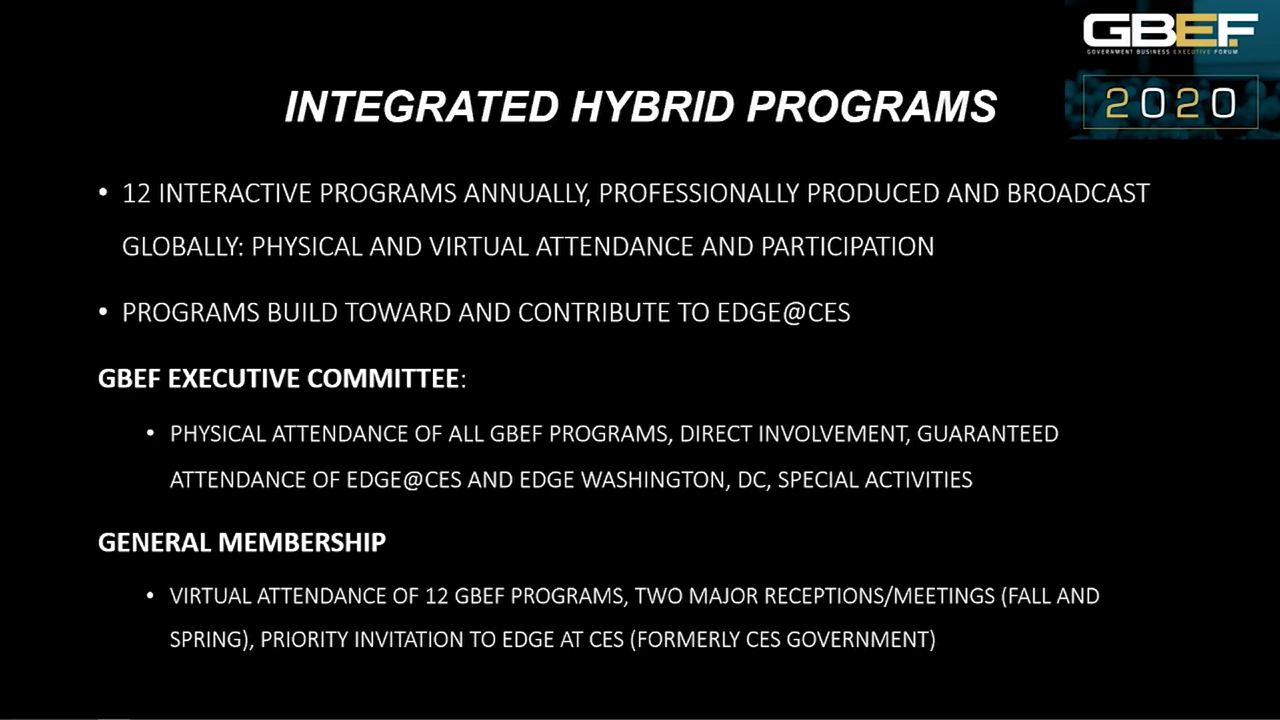 GBEF
GOVERNMENT BUSINESS EXECUTIVE FORUM
2020
INTEGRATED HYBRID PROGRAMS
• 12 INTERACTIVE PROGRAMS ANNUALLY, PROFESSIONALLY PRODUCED AND BROADCAST
GLOBALLY: PHYSICAL AND VIRTUAL ATTENDANCE AND PARTICIPATION
• PROGRAMS BUILD TOWARD AND CONTRIBUTE TO EDGE@CES
GBEF EXECUTIVE COMMITTEE:
• PHYSICAL ATTENDANCE OF ALL GBEF PROGRAMS, DIRECT INVOLVEMENT, GUARANTEED
ATTENDANCE OF EDGE@CES AND EDGE WASHINGTON, DC, SPECIAL ACTIVITIES
GENERAL MEMBERSHIP
• VIRTUAL ATTENDANCE OF 12 GBEF PROGRAMS, TWO MAJOR RECEPTIONS/MEETINGS (FALL AND
SPRING), PRIORITY INVITATION TO EDGE AT CES (FORMERLY CES GOVERNMENT)